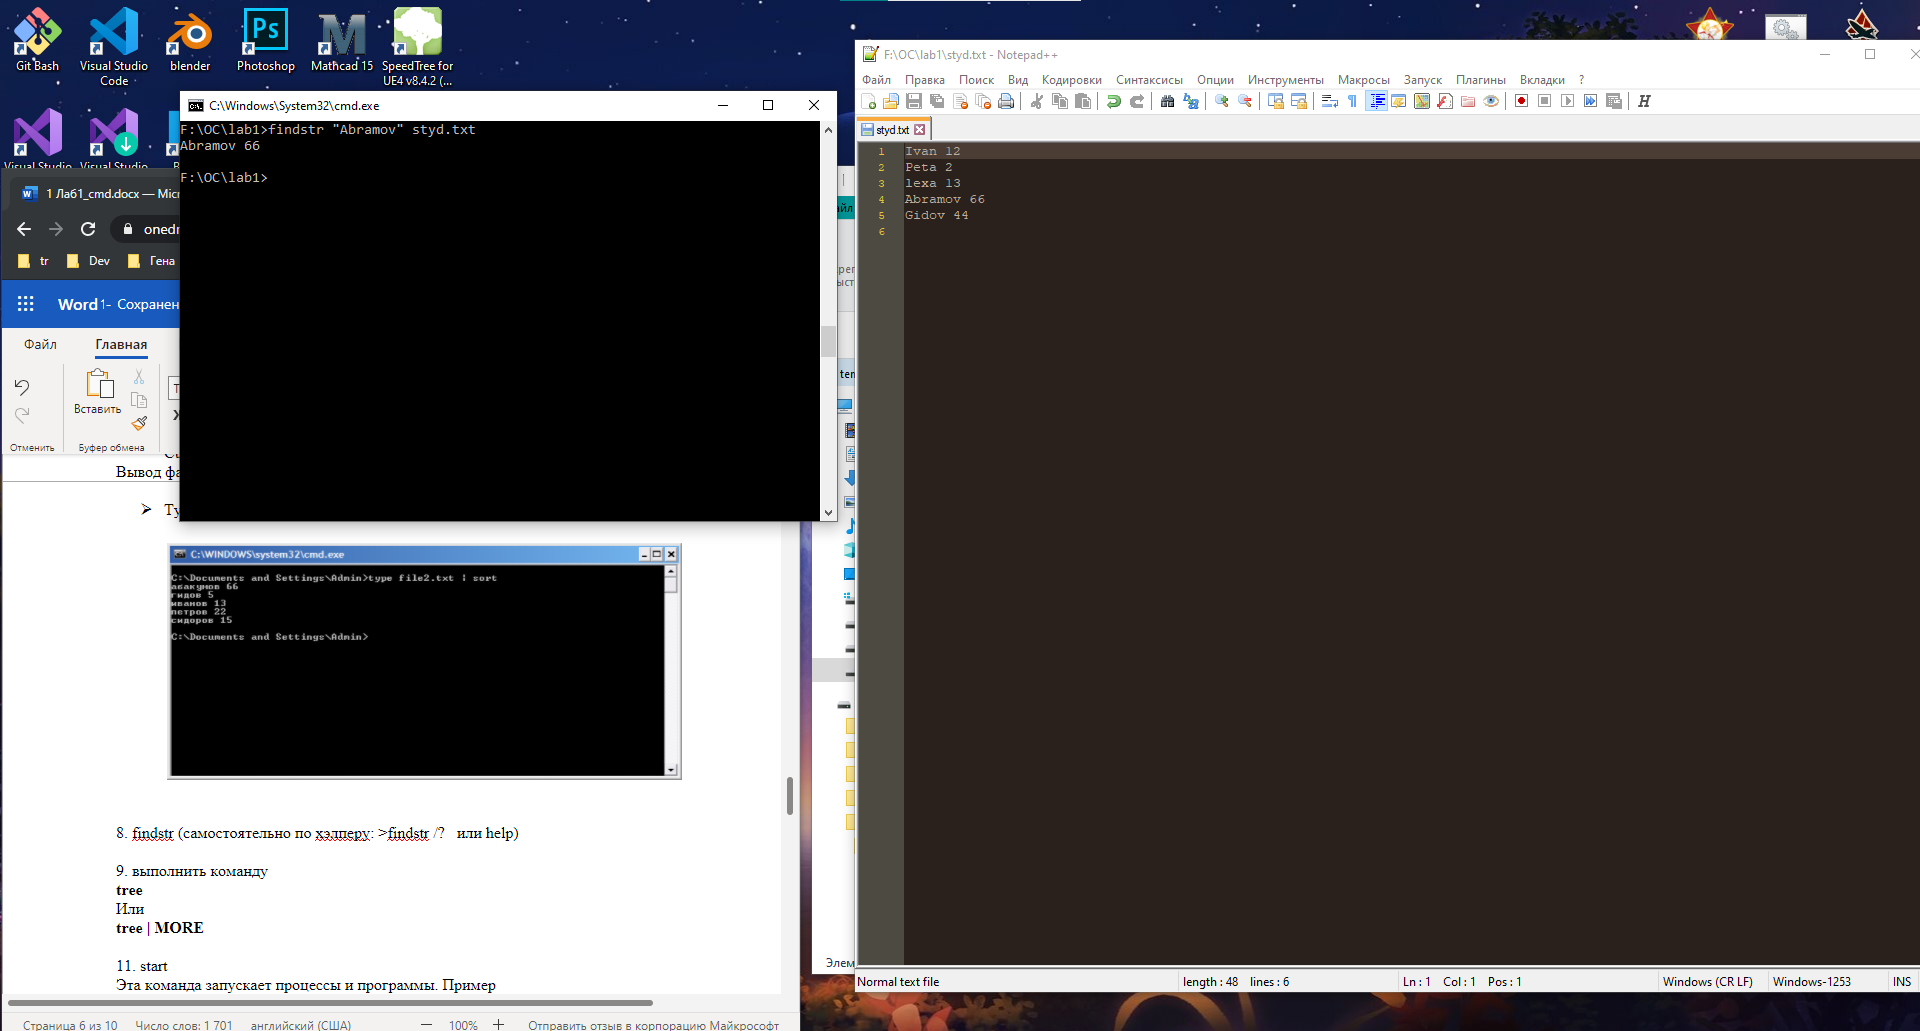 Git Bash
Visual Studio Code
blender
Photoshop
Mathcad 15
SpeedTree for UE4 v8.4.2 (...
Visual Studio
Visual Studio
C:\Windows\System32\cmd.exe
F:\OC\lab1>findstr "Abramov" styd.txt
Abramov 66
F:\OC\lab1>
1 Лаб1_cmd.docx — Micr
onedr
tr
Dev
Гена
Word
1- Сохранен
Файл
Главная
Вставить
Отменить
Буфер обмена
Вывод фа
➢ Ту
C:\WINDOWS\system32\cmd.exe
C:\Documents and Settings\Admin>type file2.txt | sort
абакумов 66
гидов 5
иванов 13
петров 22
сидоров 15
C:\Documents and Settings\Admin>
8. findstr (самостоятельно по хэлперу: >findstr /? или help)
9. выполнить команду
tree
Или
tree | MORE
11. start
Эта команда запускает процессы и программы. Пример
Страница 6 из 10
Число слов: 1 701
английский (США)
100%
Отправить отзыв в корпорацию Майкрософт
Элем
F:\OC\lab1\styd.txt - Notepad++
Файл Правка Поиск Вид Кодировки Синтаксисы Опции Инструменты Макросы Запуск Плагины Вкладки ?
styd.txt
1 Ivan 12
2 Peta 2
3 lexa 13
4 Abramov 66
5 Gidov 44
6
Normal text file
length : 48 lines : 6
Ln : 1 Col : 1 Pos : 1
Windows (CR LF)
Windows-1253
INS